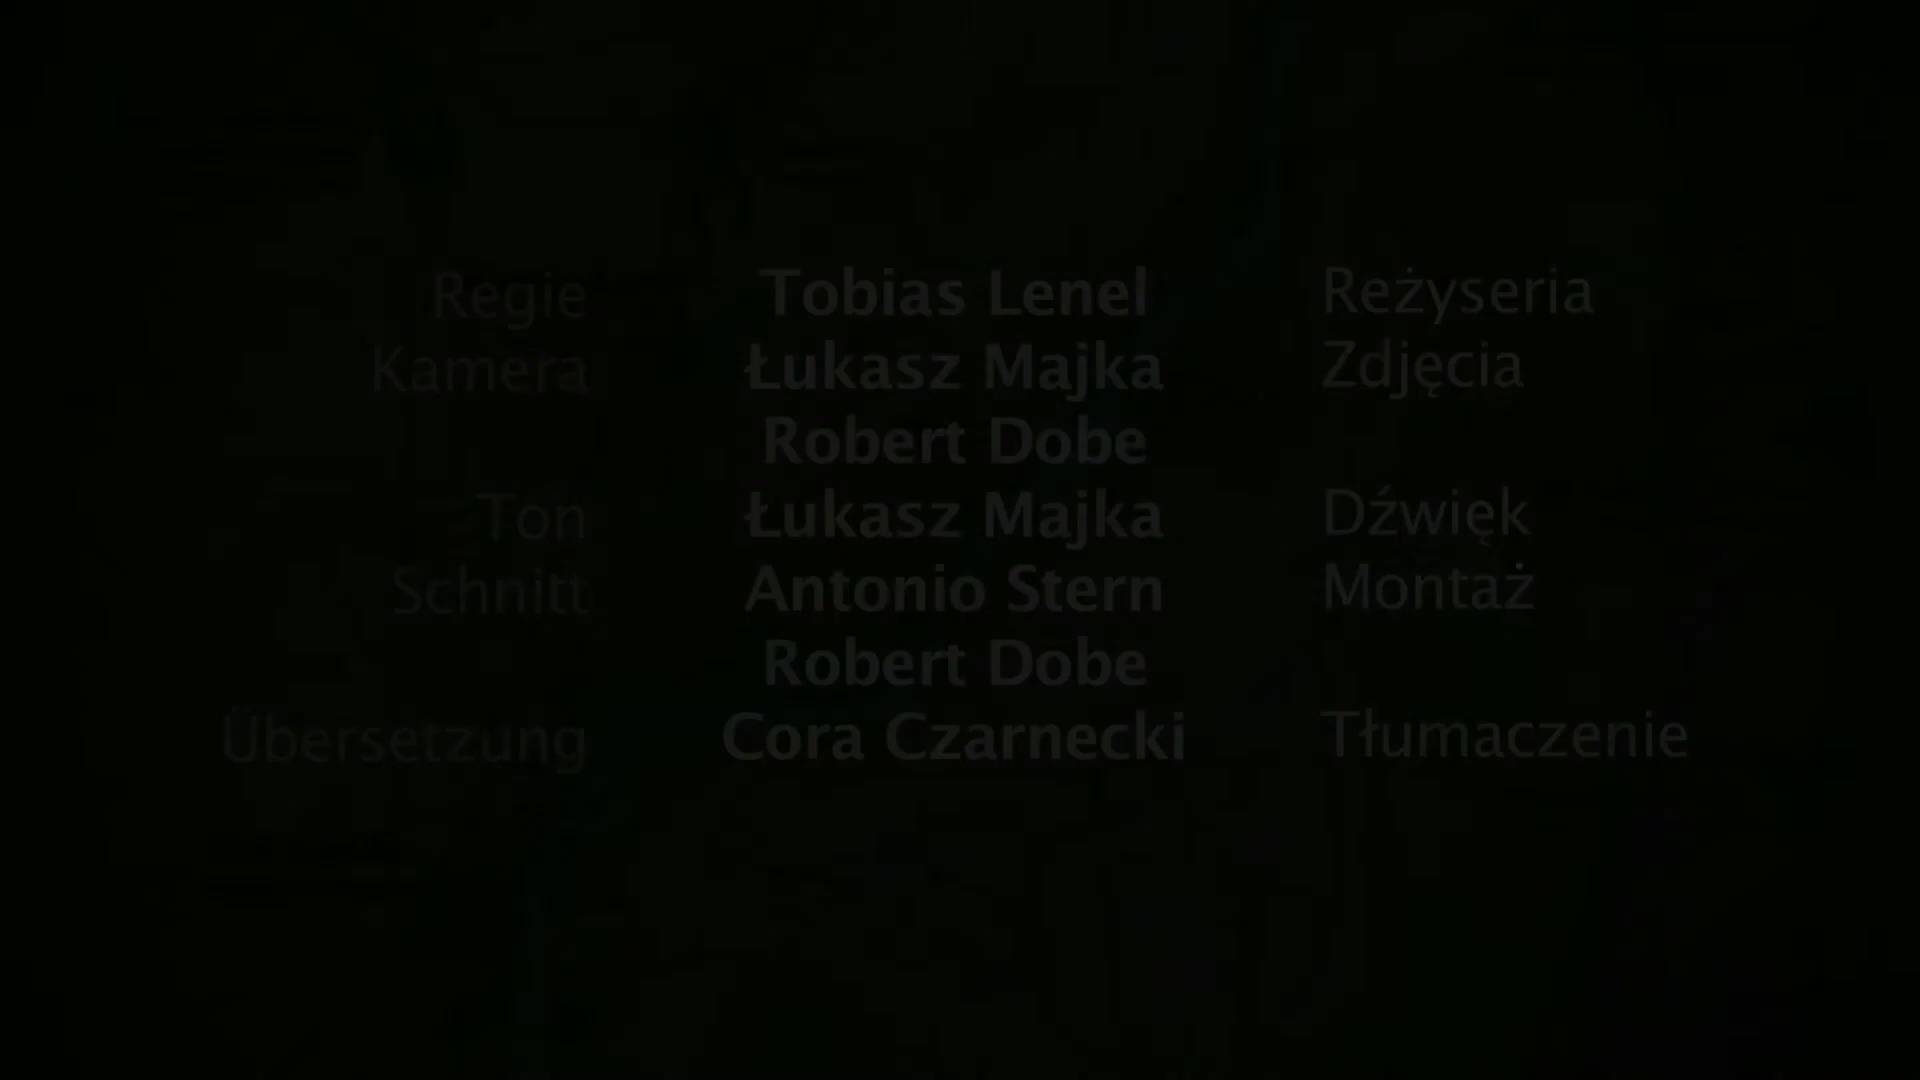 Regie Tobias Lenel Reżyseria
Kamera Łukasz Majka Zdjęcia
Robert Dobe
Ton Łukasz Majka Dźwięk
Schnitt Antonio Stern Montaż
Robert Dobe
Übersetzung Cora Czarnecki Tłumaczenie